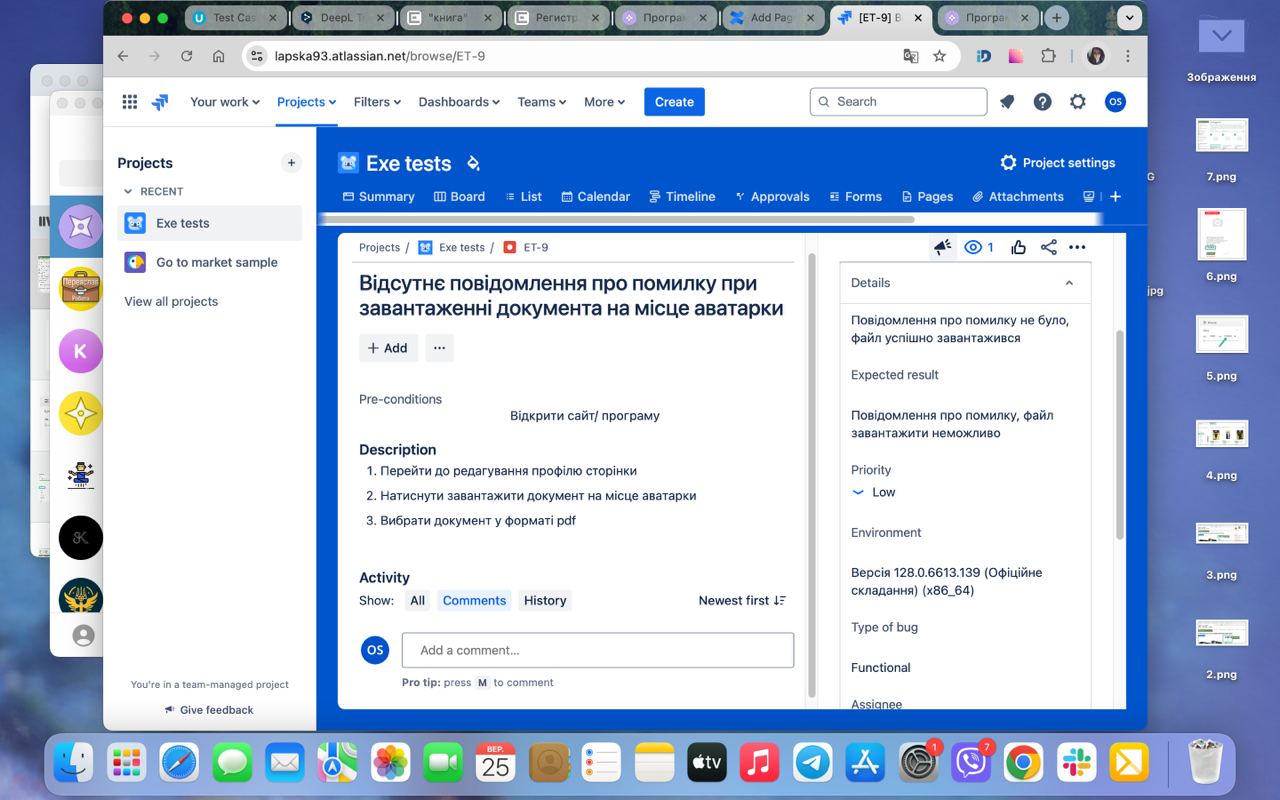 Test Cas
DeepL T
"книга"
Регистр
Програм
Add Pag
[ET-9] В
Програм
lapska93.atlassian.net/browse/ET-9
Your work
Projects
Filters
Dashboards
Teams
More
Create
Search
OS
Projects
RECENT
Exe tests
Go to market sample
View all projects
You're in a team-managed project
Give feedback
Exe tests
Project settings
Summary
Board
List
Calendar
Timeline
Approvals
Forms
Pages
Attachments
Projects / Exe tests / ET-9
1
Відсутнє повідомлення про помилку при
завантаженні документа на місце аватарки
Add
Pre-conditions
Відкрити сайт/ програму
Description
1. Перейти до редагування профілю сторінки
2. Натиснути завантажити документ на місце аватарки
3. Вибрати документ у форматі pdf
Activity
Show: All Comments History
Newest first
OS
Add a comment...
Pro tip: press M to comment
Details
Повідомлення про помилку не було,
файл успішно завантажився
Expected result
Повідомлення про помилку, файл
завантажити неможливо
Priority
Low
Environment
Версія 128.0.6613.139 (Офіційне
складання) (x86_64)
Type of bug
Functional
Assignee
Зображення
7.png
6.png
jpg
5.png
4.png
3.png
2.png
K
ВЕР.
25
tv
1
7